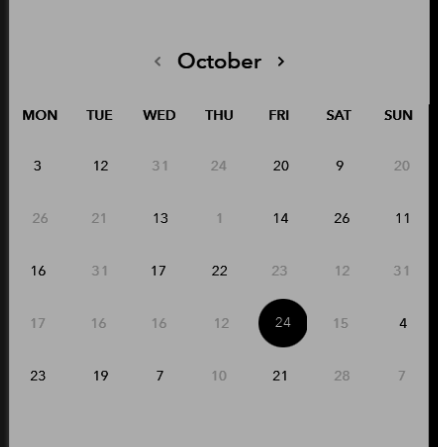 ‹ October ›
MON TUE WED THU FRI SAT SUN
3 12 31 24 20 9 20
26 21 13 1 14 26 11
16 31 17 22 23 12 31
17 16 16 12 24 15 4
23 19 7 10 21 28 7